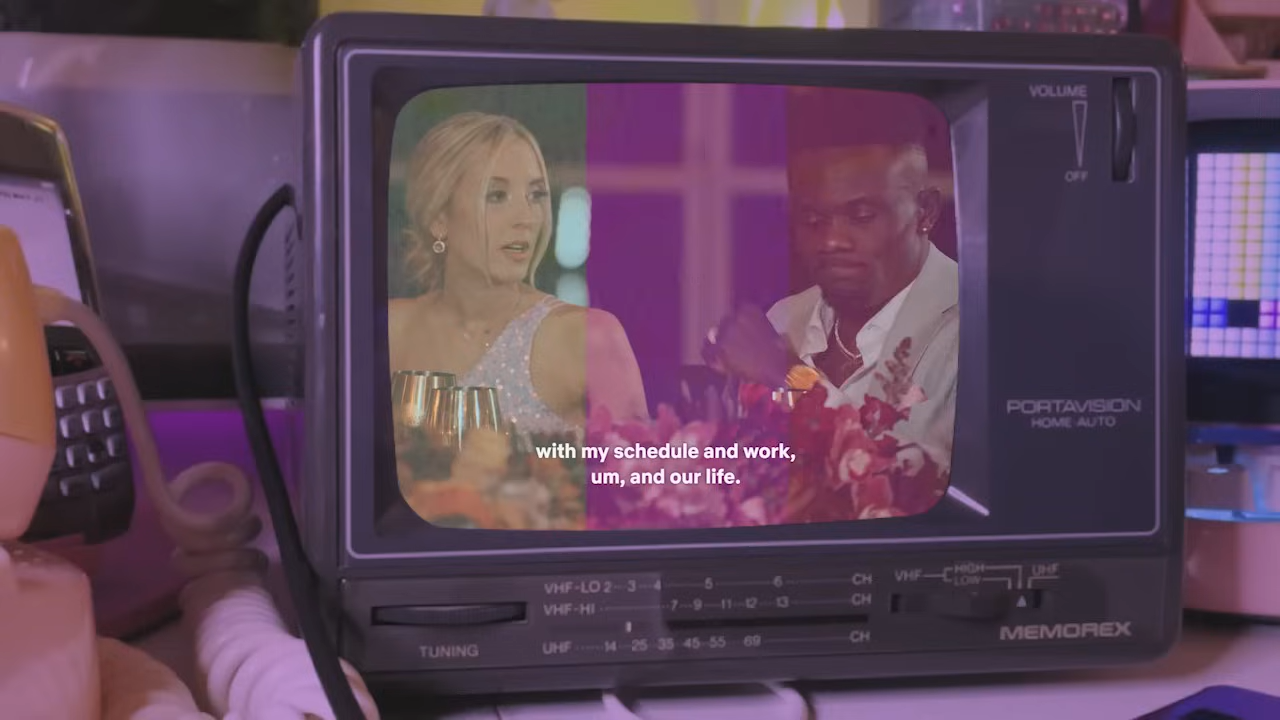 VOLUME
OFF
PORTAVISION
HOME·AUTO
with my schedule and work,
um, and our life.
VHF-LO 2 3 4 5 6 CH
VHF-HI 7 9 11 12 13 CH
UHF 14 25 35 45 55 69 CH
TUNING
VHF HIGH LOW UHF
MEMOREX